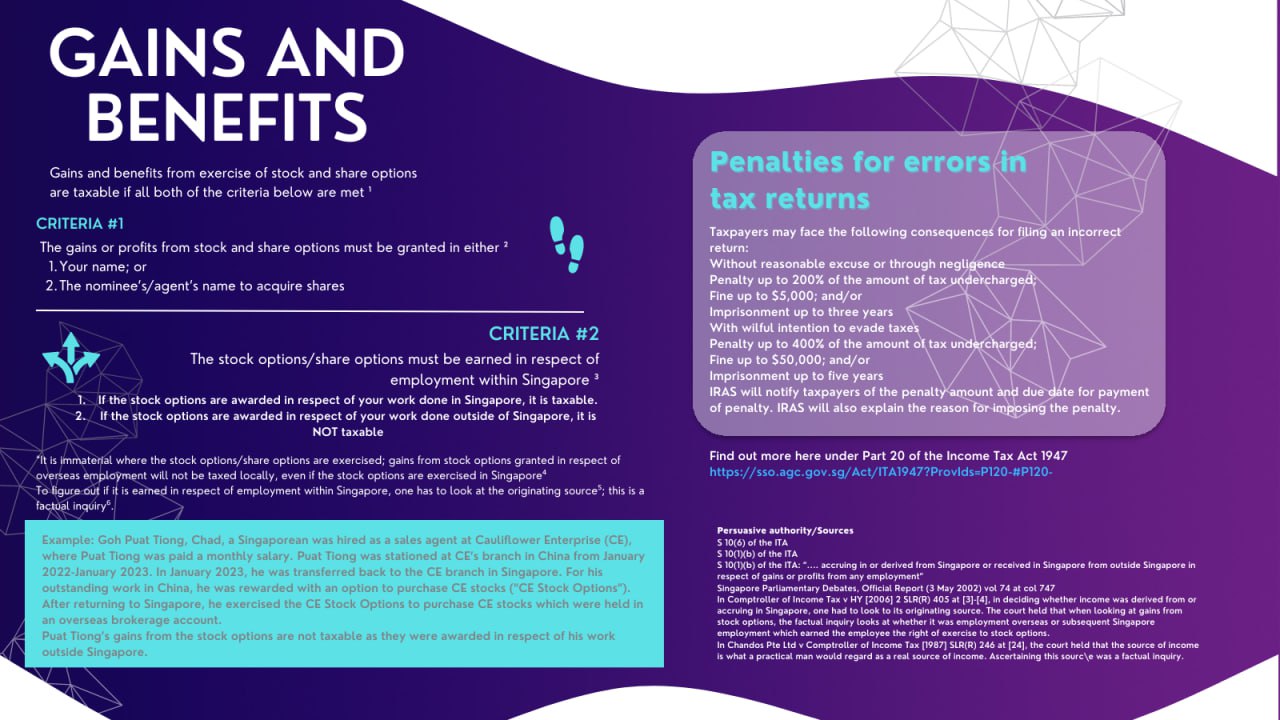 GAINS AND
BENEFITS
Gains and benefits from exercise of stock and share options
are taxable if all both of the criteria below are met ¹
CRITERIA #1
The gains or profits from stock and share options must be granted in either ²
1. Your name; or
2. The nominee's/agent's name to acquire shares
CRITERIA #2
The stock options/share options must be earned in respect of
employment within Singapore ³
1. If the stock options are awarded in respect of your work done in Singapore, it is taxable.
2. If the stock options are awarded in respect of your work done outside of Singapore, it is
NOT taxable
*It is immaterial where the stock options/share options are exercised; gains from stock options granted in respect of
overseas employment will not be taxed locally, even if the stock options are exercised in Singapore⁴
To figure out if it is earned in respect of employment within Singapore, one has to look at the originating source⁵; this is a
factual inquiry⁶.
Example: Goh Puat Tiong, Chad, a Singaporean was hired as a sales agent at Cauliflower Enterprise (CE),
where Puat Tiong was paid a monthly salary. Puat Tiong was stationed at CE's branch in China from January
2022-January 2023. In January 2023, he was transferred back to the CE branch in Singapore. For his
outstanding work in China, he was rewarded with an option to purchase CE stocks ("CE Stock Options").
After returning to Singapore, he exercised the CE Stock Options to purchase CE stocks which were held in
an overseas brokerage account.
Puat Tiong's gains from the stock options are not taxable as they were awarded in respect of his work
outside Singapore.
Penalties for errors in
tax returns
Taxpayers may face the following consequences for filing an incorrect
return:
Without reasonable excuse or through negligence
Penalty up to 200% of the amount of tax undercharged;
Fine up to $5,000; and/or
Imprisonment up to three years
With wilful intention to evade taxes
Penalty up to 400% of the amount of tax undercharged;
Fine up to $50,000; and/or
Imprisonment up to five years
IRAS will notify taxpayers of the penalty amount and due date for payment
of penalty. IRAS will also explain the reason for imposing the penalty.
Find out more here under Part 20 of the Income Tax Act 1947
https://sso.agc.gov.sg/Act/ITA1947?ProvIds=P120-#P120-
Persuasive authority/Sources
S 10(6) of the ITA
S 10(1)(b) of the ITA
S 10(1)(b) of the ITA: ".... accruing in or derived from Singapore or received in Singapore from outside Singapore in
respect of gains or profits from any employment"
Singapore Parliamentary Debates, Official Report (3 May 2002) vol 74 at col 747
In Comptroller of Income Tax v HY [2006] 2 SLR(R) 405 at [3]-[4], in deciding whether income was derived from or
accruing in Singapore, one had to look to its originating source. The court held that when looking at gains from
stock options, the factual inquiry looks at whether it was employment overseas or subsequent Singapore
employment which earned the employee the right of exercise to stock options.
In Chandos Pte Ltd v Comptroller of Income Tax [1987] SLR(R) 246 at [24], the court held that the source of income
is what a practical man would regard as a real source of income. Ascertaining this sourc\e was a factual inquiry.